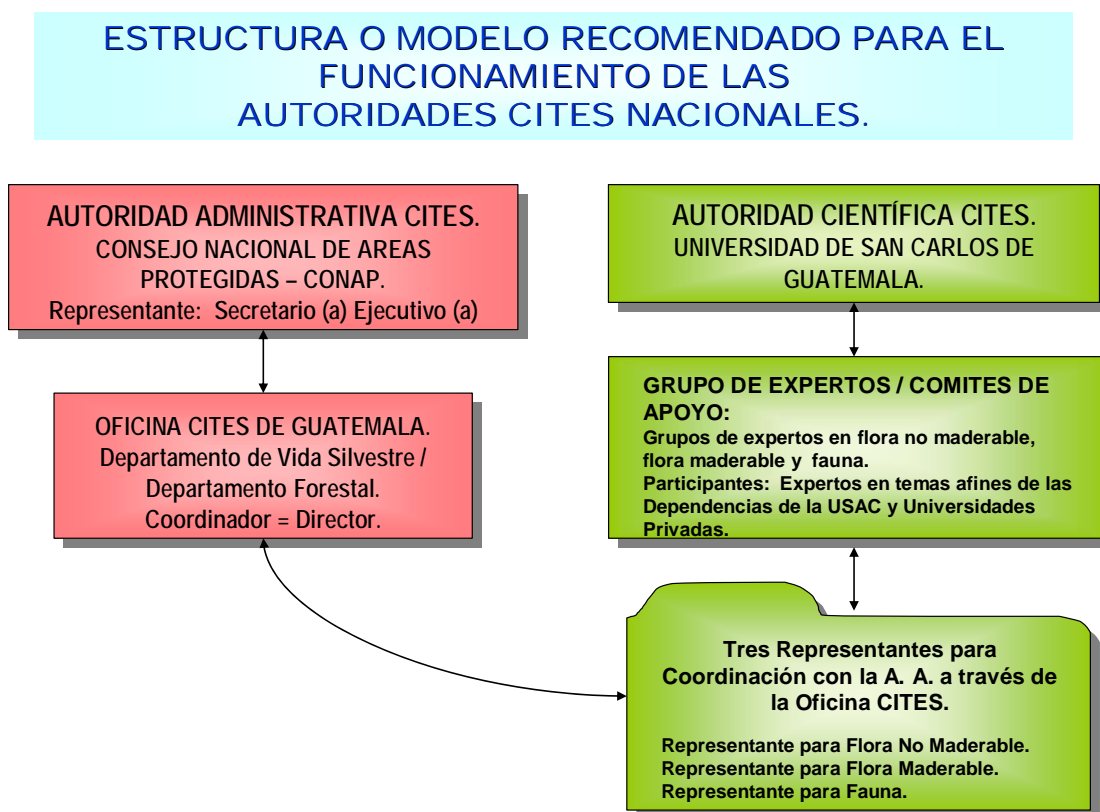 ESTRUCTURA O MODELO RECOMENDADO PARA EL
FUNCIONAMIENTO DE LAS
AUTORIDADES CITES NACIONALES.
AUTORIDAD ADMINISTRATIVA CITES.
CONSEJO NACIONAL DE AREAS
PROTEGIDAS – CONAP.
Representante: Secretario (a) Ejecutivo (a)
OFICINA CITES DE GUATEMALA.
Departamento de Vida Silvestre /
Departamento Forestal.
Coordinador = Director.
AUTORIDAD CIENTÍFICA CITES.
UNIVERSIDAD DE SAN CARLOS DE
GUATEMALA.
GRUPO DE EXPERTOS / COMITES DE
APOYO:
Grupos de expertos en flora no maderable,
flora maderable y fauna.
Participantes: Expertos en temas afines de las
Dependencias de la USAC y Universidades
Privadas.
Tres Representantes para
Coordinación con la A. A. a través de
la Oficina CITES.
Representante para Flora No Maderable.
Representante para Flora Maderable.
Representante para Fauna.